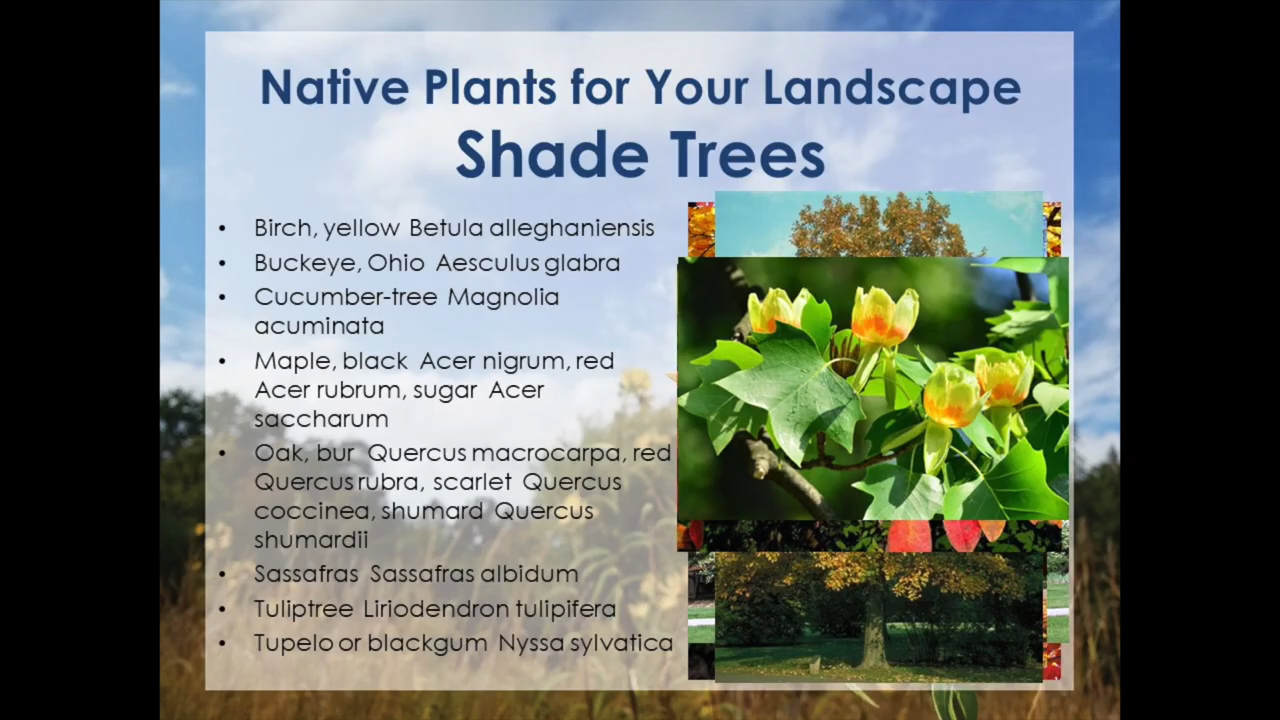 Native Plants for Your Landscape
Shade Trees
• Birch, yellow Betula alleghaniensis
• Buckeye, Ohio Aesculus glabra
• Cucumber-tree Magnolia
acuminata
• Maple, black Acer nigrum, red
Acer rubrum, sugar Acer
saccharum
• Oak, bur Quercus macrocarpa, red
Quercus rubra, scarlet Quercus
coccinea, shumard Quercus
shumardii
• Sassafras Sassafras albidum
• Tuliptree Liriodendron tulipifera
• Tupelo or blackgum Nyssa sylvatica